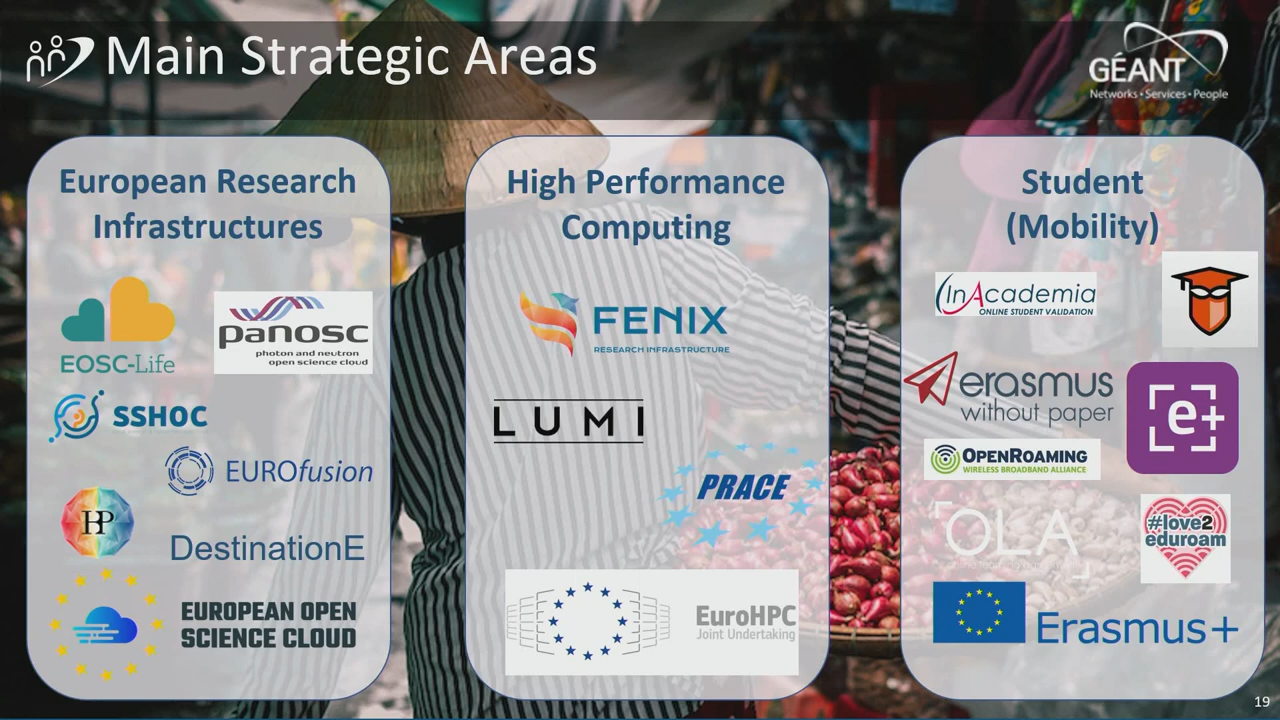 Main Strategic Areas
GÉANT
Networks • Services • People
European Research
Infrastructures
EOSC-Life
panosc
photon and neutron
open science cloud
SSHOC
EUROfusion
HP
DestinationE
EUROPEAN OPEN
SCIENCE CLOUD
High Performance
Computing
FENIX
RESEARCH INFRASTRUCTURE
LUMI
PRACE
EuroHPC
Joint Undertaking
Student
(Mobility)
InAcademia
ONLINE STUDENT VALIDATION
erasmus
without paper
e+
OPENROAMING
WIRELESS BROADBAND ALLIANCE
OLA
#love2
eduroam
Erasmus+
19